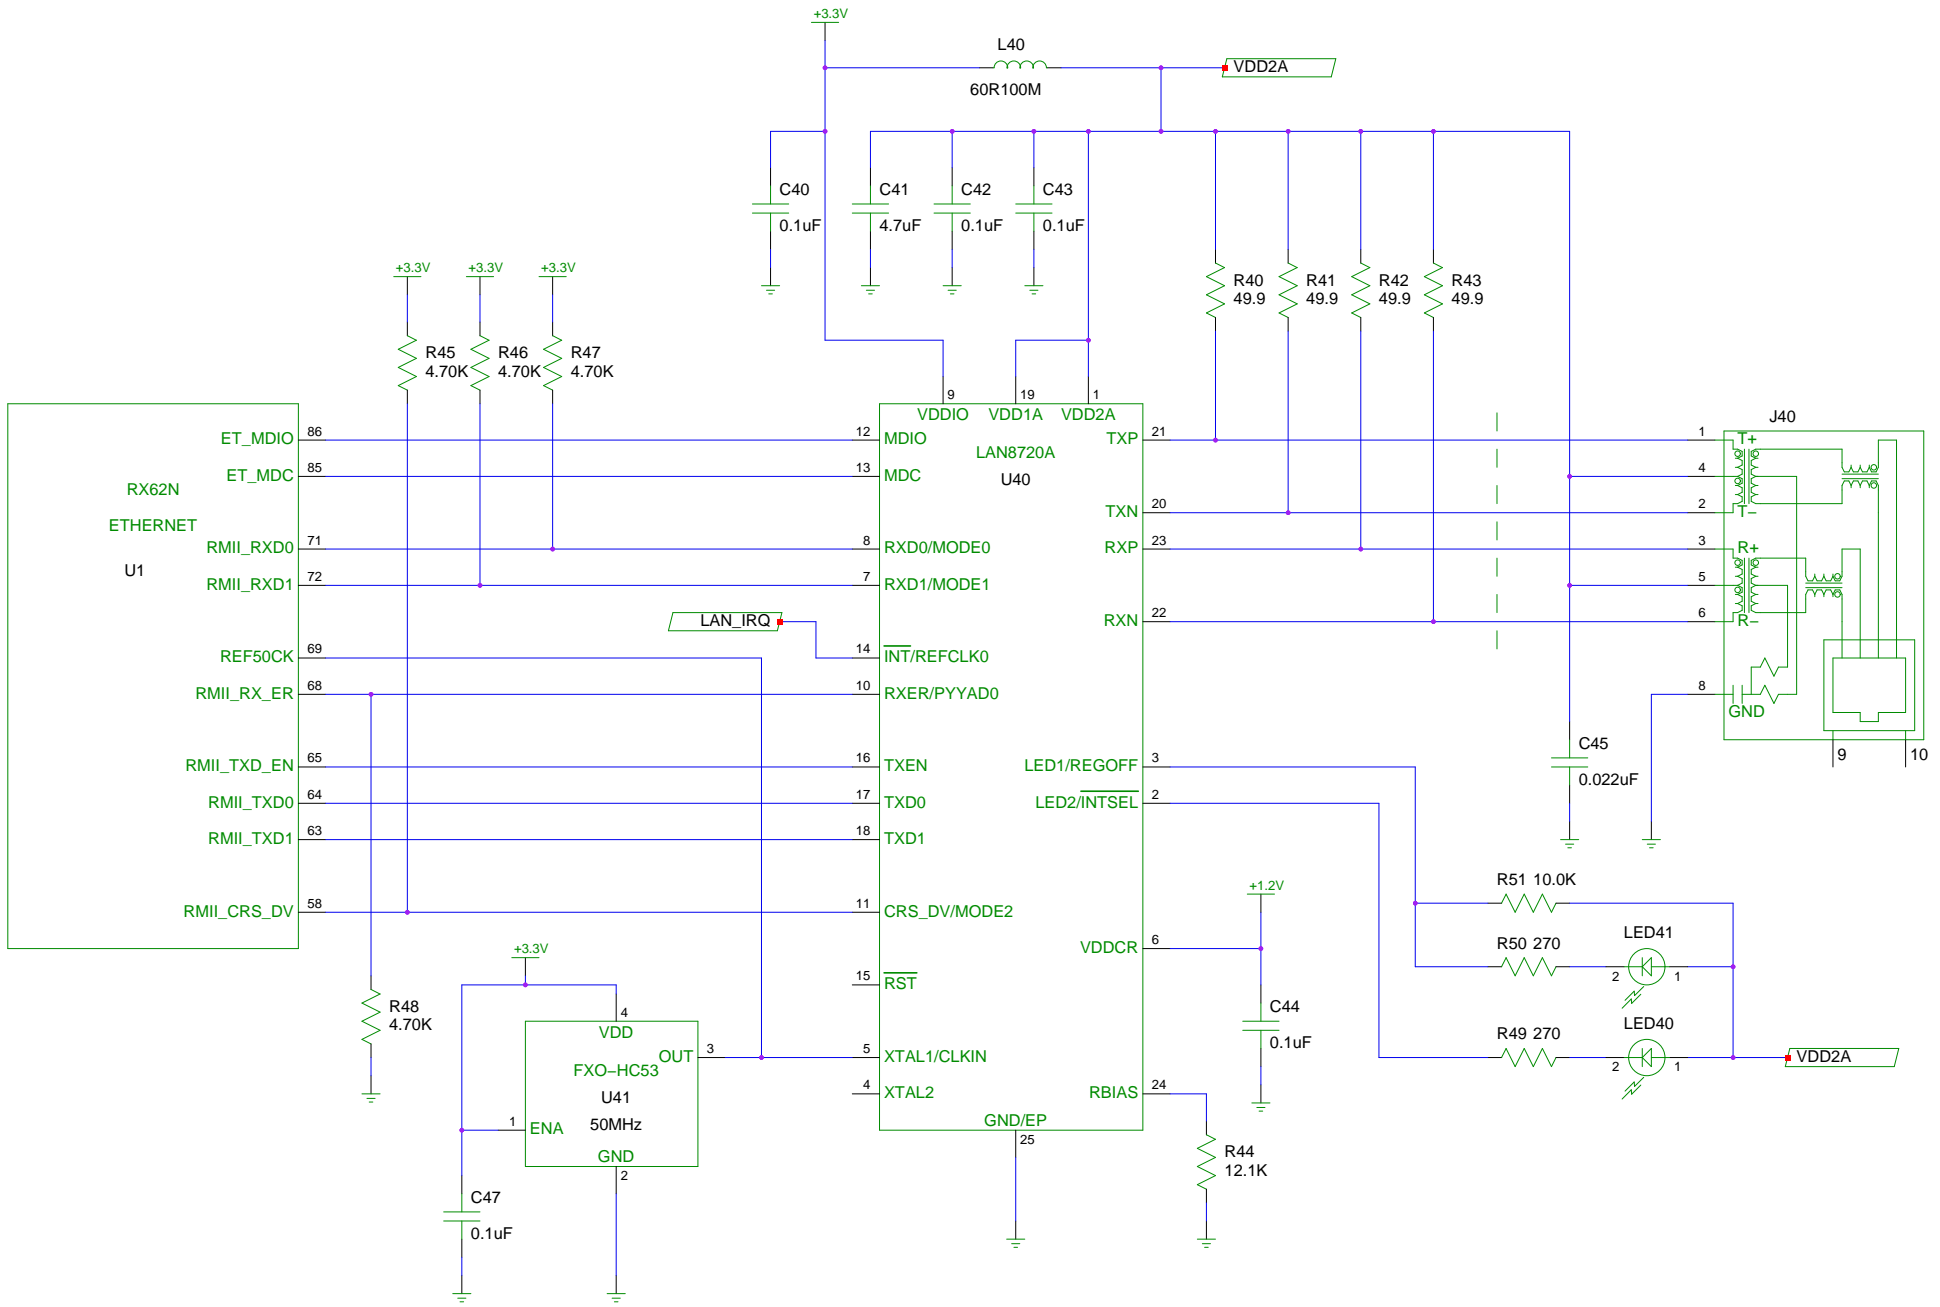 +3.3V
L40
VDD2A
60R100M
C40
0.1uF
C41
4.7uF
C42
0.1uF
C43
0.1uF
R40
49.9
R41
49.9
R42
49.9
R43
49.9
+3.3V
+3.3V
+3.3V
R45
4.70K
R46
4.70K
R47
4.70K
RX62N
ETHERNET
U1
ET_MDIO 86
ET_MDC 85
RMII_RXD0 71
RMII_RXD1 72
REF50CK 69
RMII_RX_ER 68
RMII_TXD_EN 65
RMII_TXD0 64
RMII_TXD1 63
RMII_CRS_DV 58
LAN_IRQ
9
VDDIO
19
VDD1A
1
VDD2A
LAN8720A
U40
12 MDIO
13 MDC
8 RXD0/MODE0
7 RXD1/MODE1
14 INT/REFCLK0
10 RXER/PYYAD0
16 TXEN
17 TXD0
18 TXD1
11 CRS_DV/MODE2
15 RST
5 XTAL1/CLKIN
4 XTAL2
TXP 21
TXN 20
RXP 23
RXN 22
LED1/REGOFF 3
LED2/INTSEL 2
VDDCR 6
RBIAS 24
GND/EP
25
J40
1 T+
4
2 T−
3 R+
5
6 R−
8
GND
9
10
C45
0.022uF
+1.2V
C44
0.1uF
R44
12.1K
R51 10.0K
R50 270
LED41
2
1
R49 270
LED40
2
1
VDD2A
R48
4.70K
+3.3V
4
VDD
OUT 3
FXO−HC53
U41
50MHz
1 ENA
GND
2
C47
0.1uF